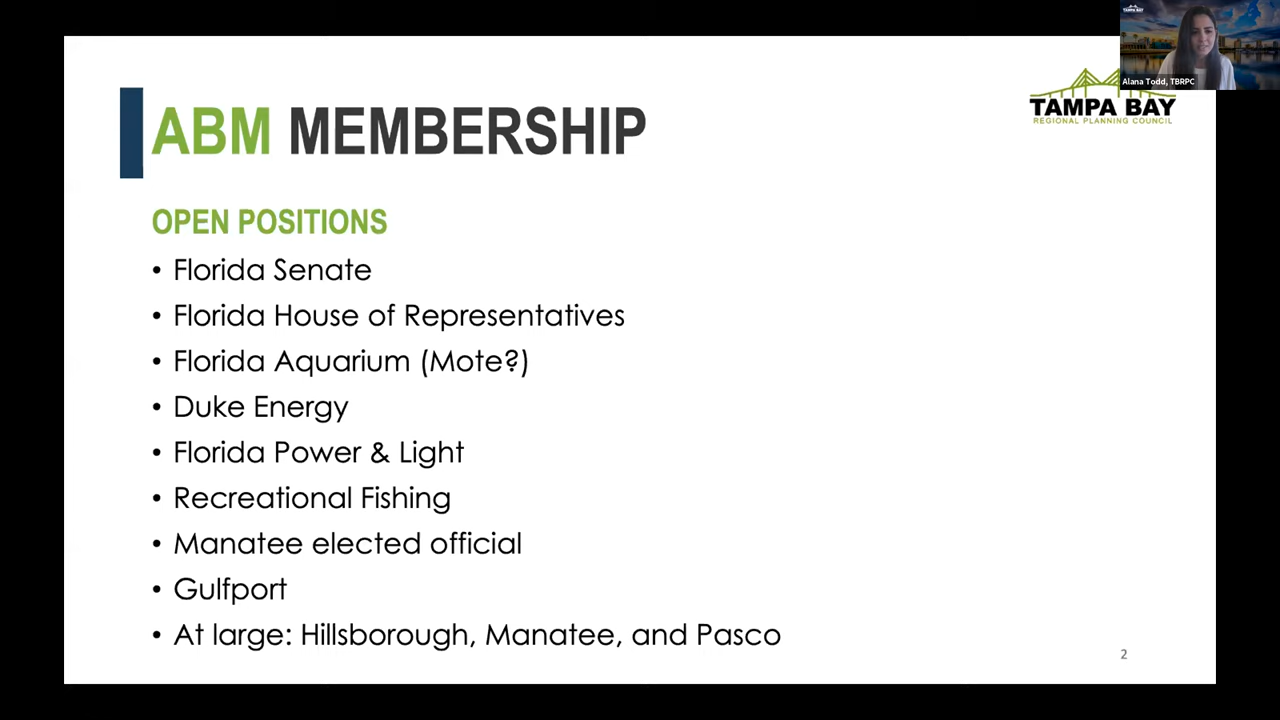 TAMPA BAY
Alana Todd, TBRPC
TAMPA BAY
REGIONAL PLANNING COUNCIL
ABM MEMBERSHIP
OPEN POSITIONS
• Florida Senate
• Florida House of Representatives
• Florida Aquarium (Mote?)
• Duke Energy
• Florida Power & Light
• Recreational Fishing
• Manatee elected official
• Gulfport
• At large: Hillsborough, Manatee, and Pasco
2